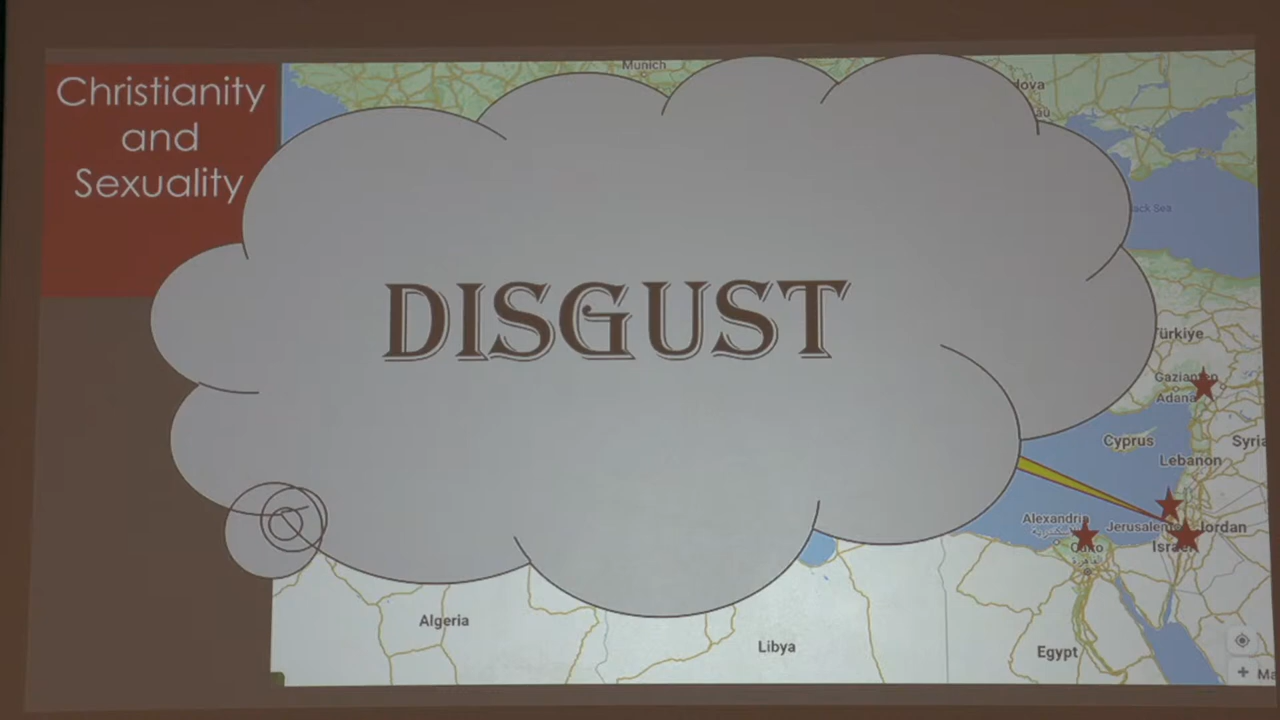 Christianity
and
Sexuality
DISGUST
Munich
Türkiye
Gaziantep
Adana
Cyprus
Syria
Lebanon
Alexandria
Jerusalem
Jordan
Israel
Cairo
القاهرة
Algeria
Libya
Egypt